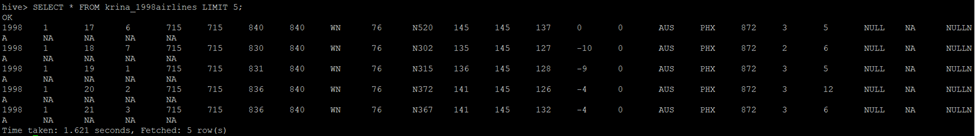 hive> SELECT * FROM krina_1998airlines LIMIT 5;
OK
1998 1 17 6 715 715 840 840 WN 76 N520 137 145 137 0 0 AUS PHX 872 3 5 NULL NA NULLN
A NA NA NA NA
1998 1 18 7 715 715 830 840 WN 76 N302 135 145 127 -10 0 AUS PHX 872 2 6 NULL NA NULLN
A NA NA NA NA
1998 1 19 1 715 715 831 840 WN 76 N315 136 145 128 -9 0 AUS PHX 872 3 5 NULL NA NULLN
A NA NA NA NA
1998 1 20 2 715 715 836 840 WN 76 N372 141 145 126 -4 0 AUS PHX 872 3 12 NULL NA NULLN
A NA NA NA NA
1998 1 21 3 715 715 836 840 WN 76 N367 141 145 132 -4 0 AUS PHX 872 3 6 NULL NA NULLN
A NA NA NA NA
Time taken: 1.621 seconds, Fetched: 5 row(s)